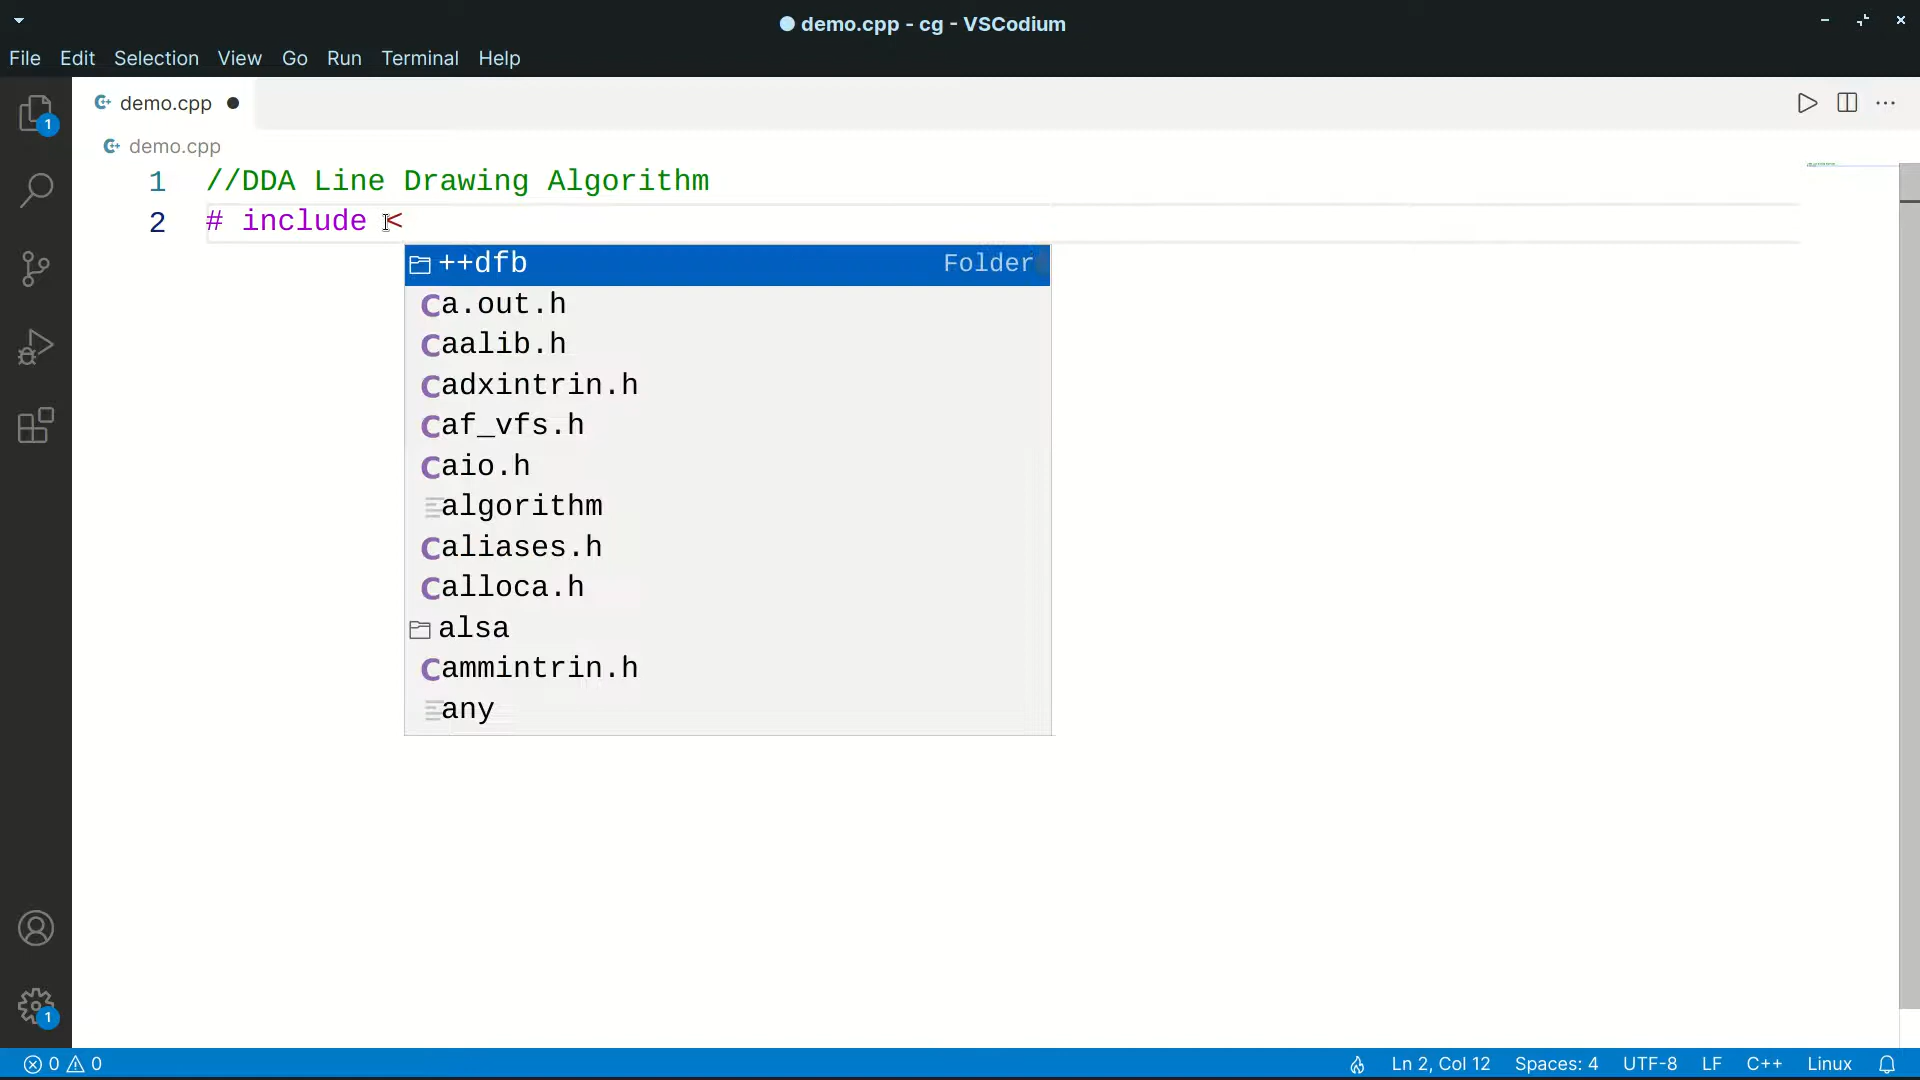 demo.cpp - cg - VSCodium
File Edit Selection View Go Run Terminal Help
demo.cpp
demo.cpp
1 //DDA Line Drawing Algorithm
2 # include <
++dfb Folder
a.out.h
aalib.h
adxintrin.h
af_vfs.h
aio.h
algorithm
aliases.h
alloca.h
alsa
ammintrin.h
any
1
1
0 0 Ln 2, Col 12 Spaces: 4 UTF-8 LF C++ Linux